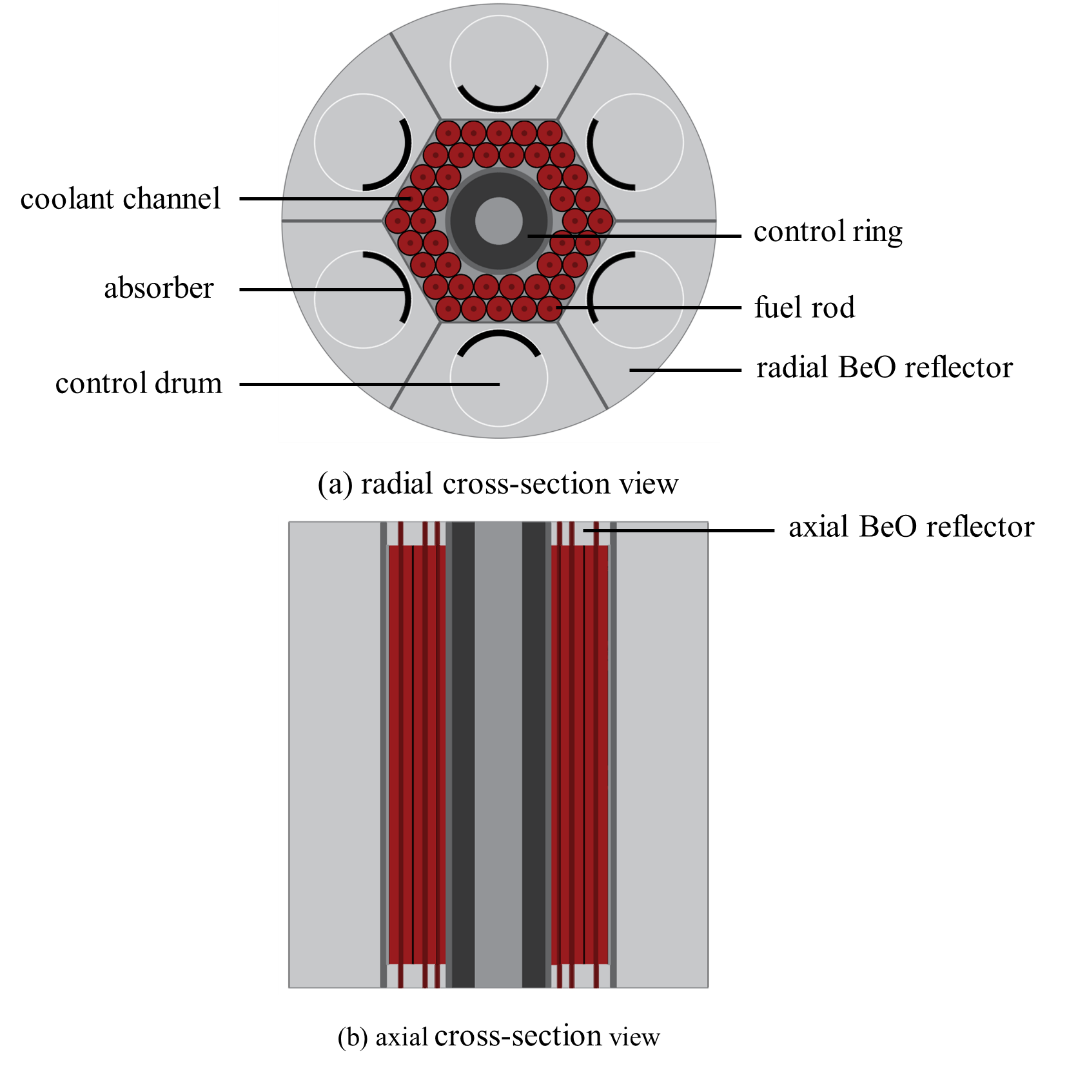 coolant channel
control ring
absorber
fuel rod
radial BeO reflector
control drum
(a) radial cross-section view
axial BeO reflector
(b) axial cross-section view